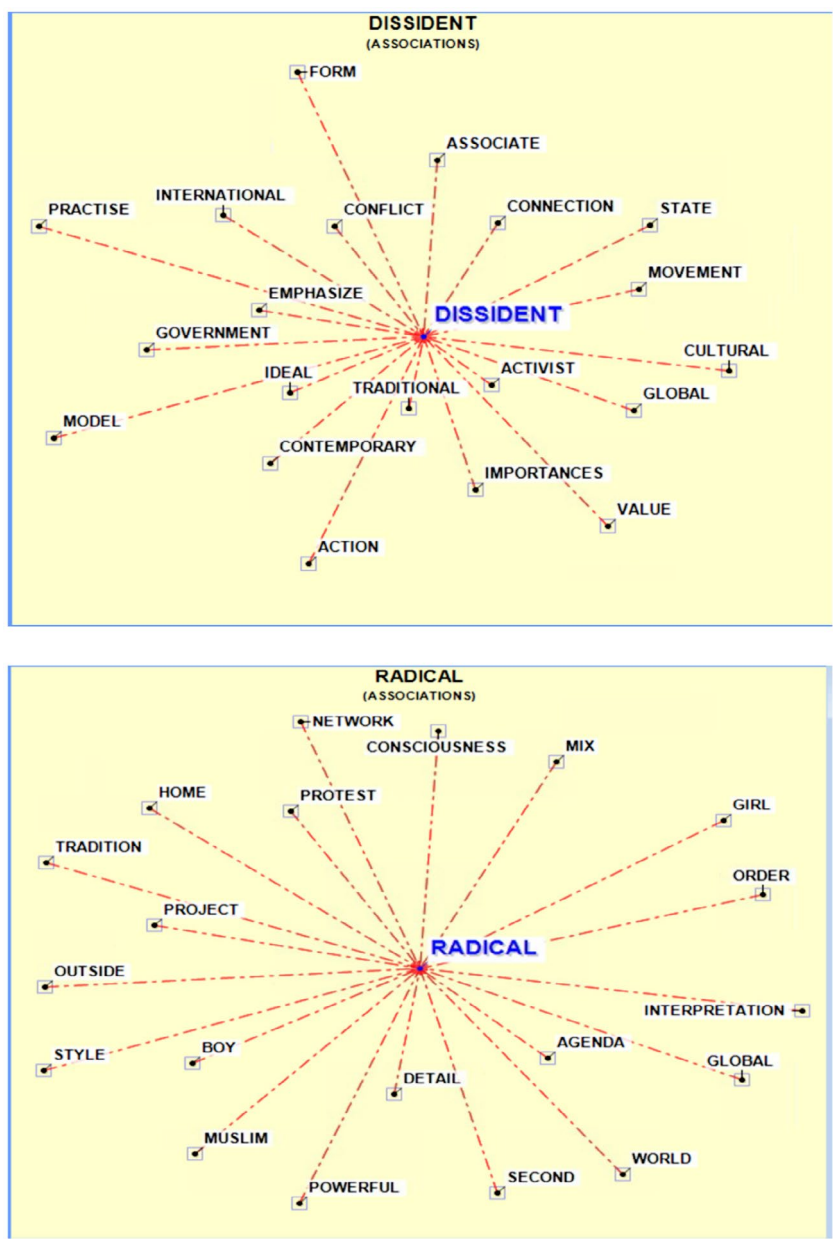 DISSIDENT
(ASSOCIATIONS)
FORM
ASSOCIATE
INTERNATIONAL
PRACTISE
CONFLICT
CONNECTION
STATE
MOVEMENT
EMPHASIZE
DISSIDENT
GOVERNMENT
CULTURAL
IDEAL
ACTIVIST
TRADITIONAL
GLOBAL
MODEL
CONTEMPORARY
IMPORTANCES
VALUE
ACTION
RADICAL
(ASSOCIATIONS)
NETWORK
CONSCIOUSNESS
MIX
HOME
PROTEST
GIRL
TRADITION
ORDER
PROJECT
RADICAL
OUTSIDE
INTERPRETATION
AGENDA
BOY
STYLE
GLOBAL
DETAIL
MUSLIM
WORLD
SECOND
POWERFUL